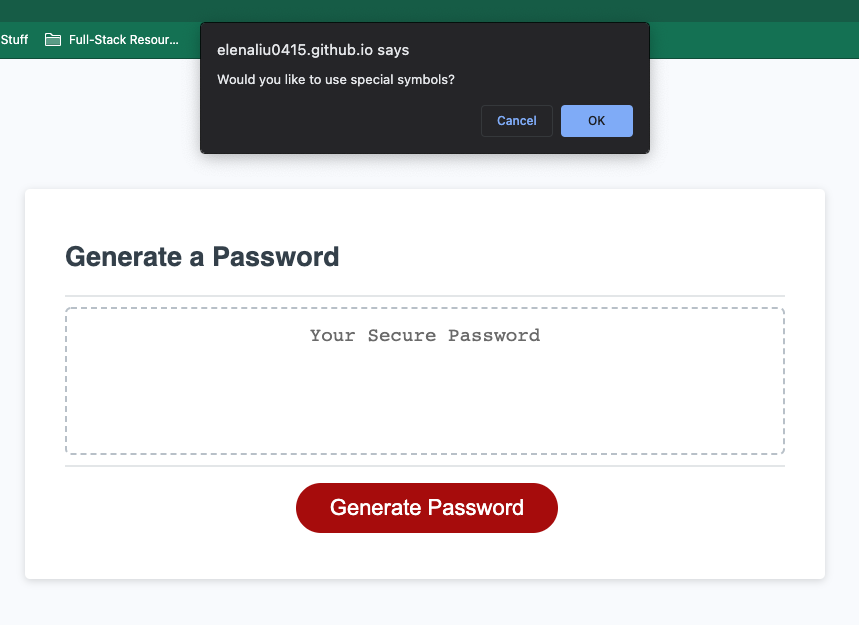 Stuff
Full-Stack Resour...
elenaliu0415.github.io says
Would you like to use special symbols?
Cancel
OK
Generate a Password
Your Secure Password
Generate Password